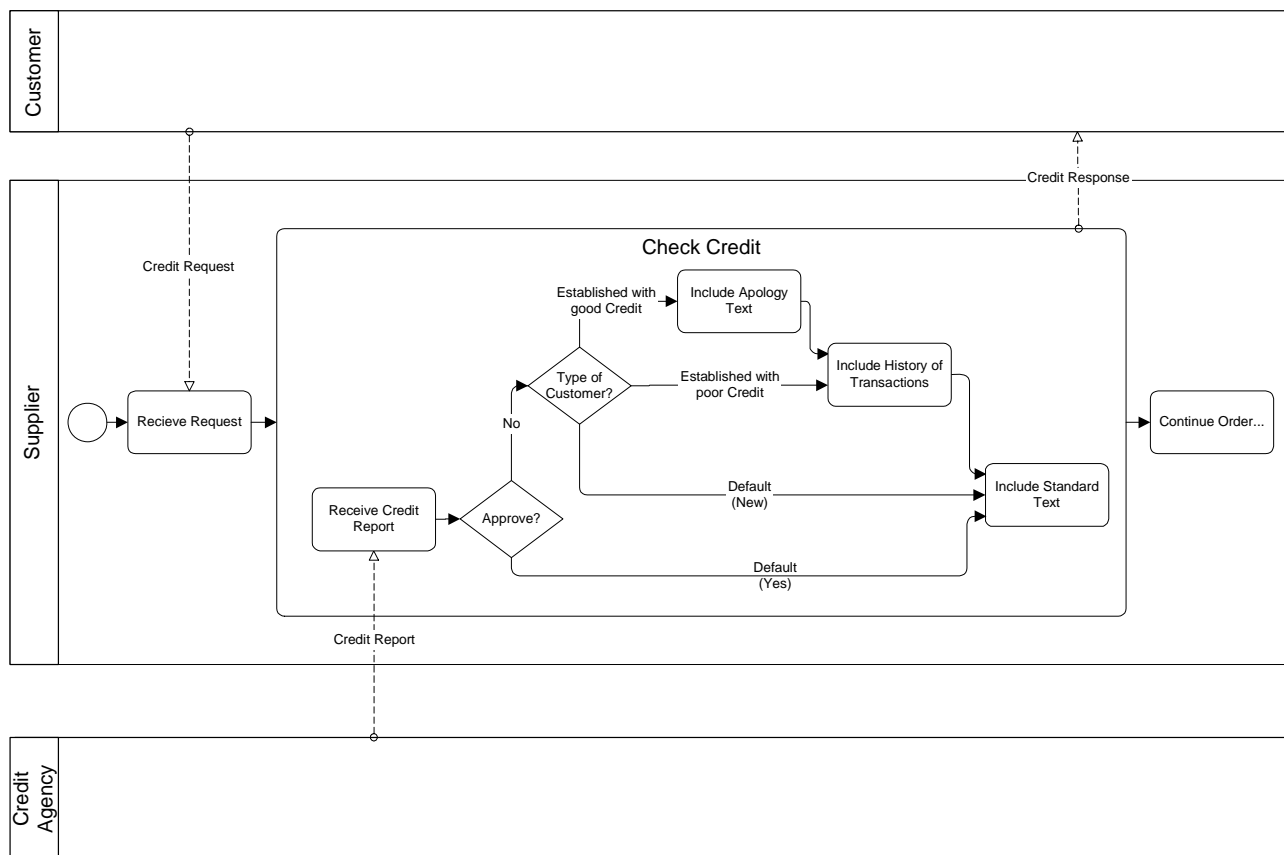 Customer
Credit Response
Supplier
Check Credit
Credit Request
Established with
good Credit
Include Apology
Text
Type of
Customer?
Established with
poor Credit
Include History of
Transactions
Recieve Request
Continue Order...
No
Default
(New)
Include Standard
Text
Receive Credit
Report
Approve?
Default
(Yes)
Credit Report
Credit
Agency